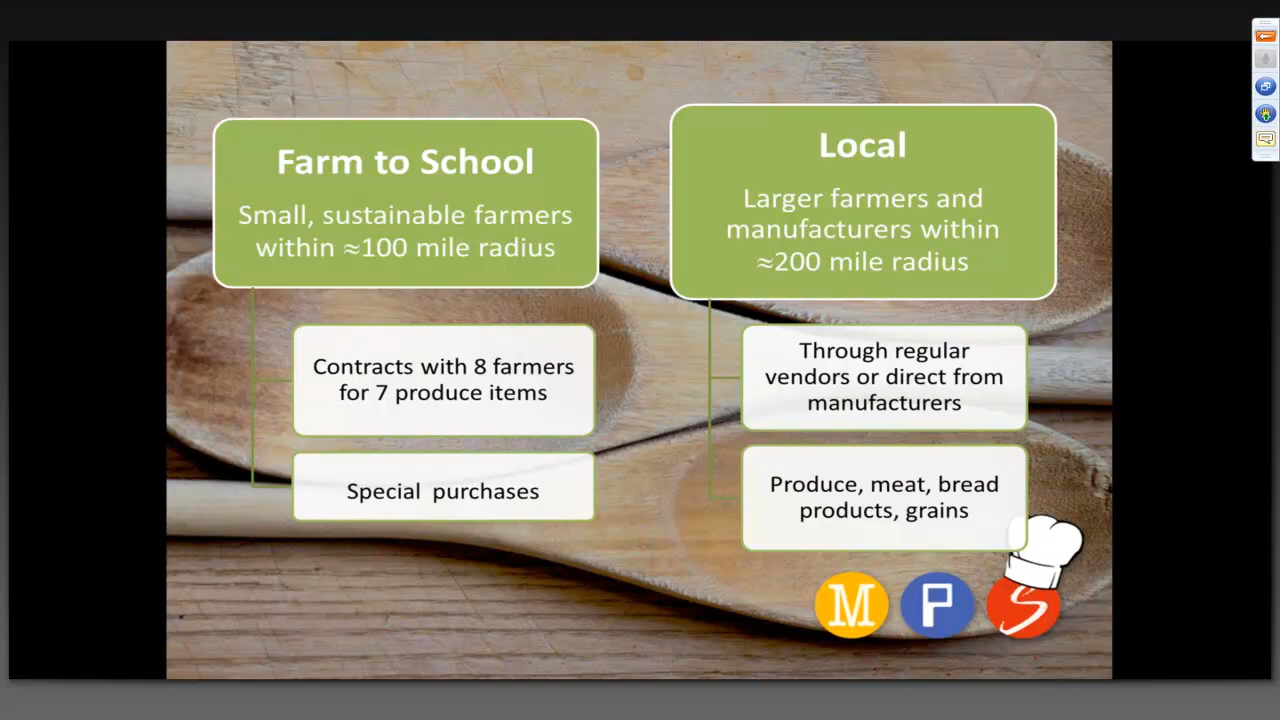 Farm to School
Small, sustainable farmers
within ≈100 mile radius
Contracts with 8 farmers
for 7 produce items
Special purchases
Local
Larger farmers and
manufacturers within
≈200 mile radius
Through regular
vendors or direct from
manufacturers
Produce, meat, bread
products, grains
M P S